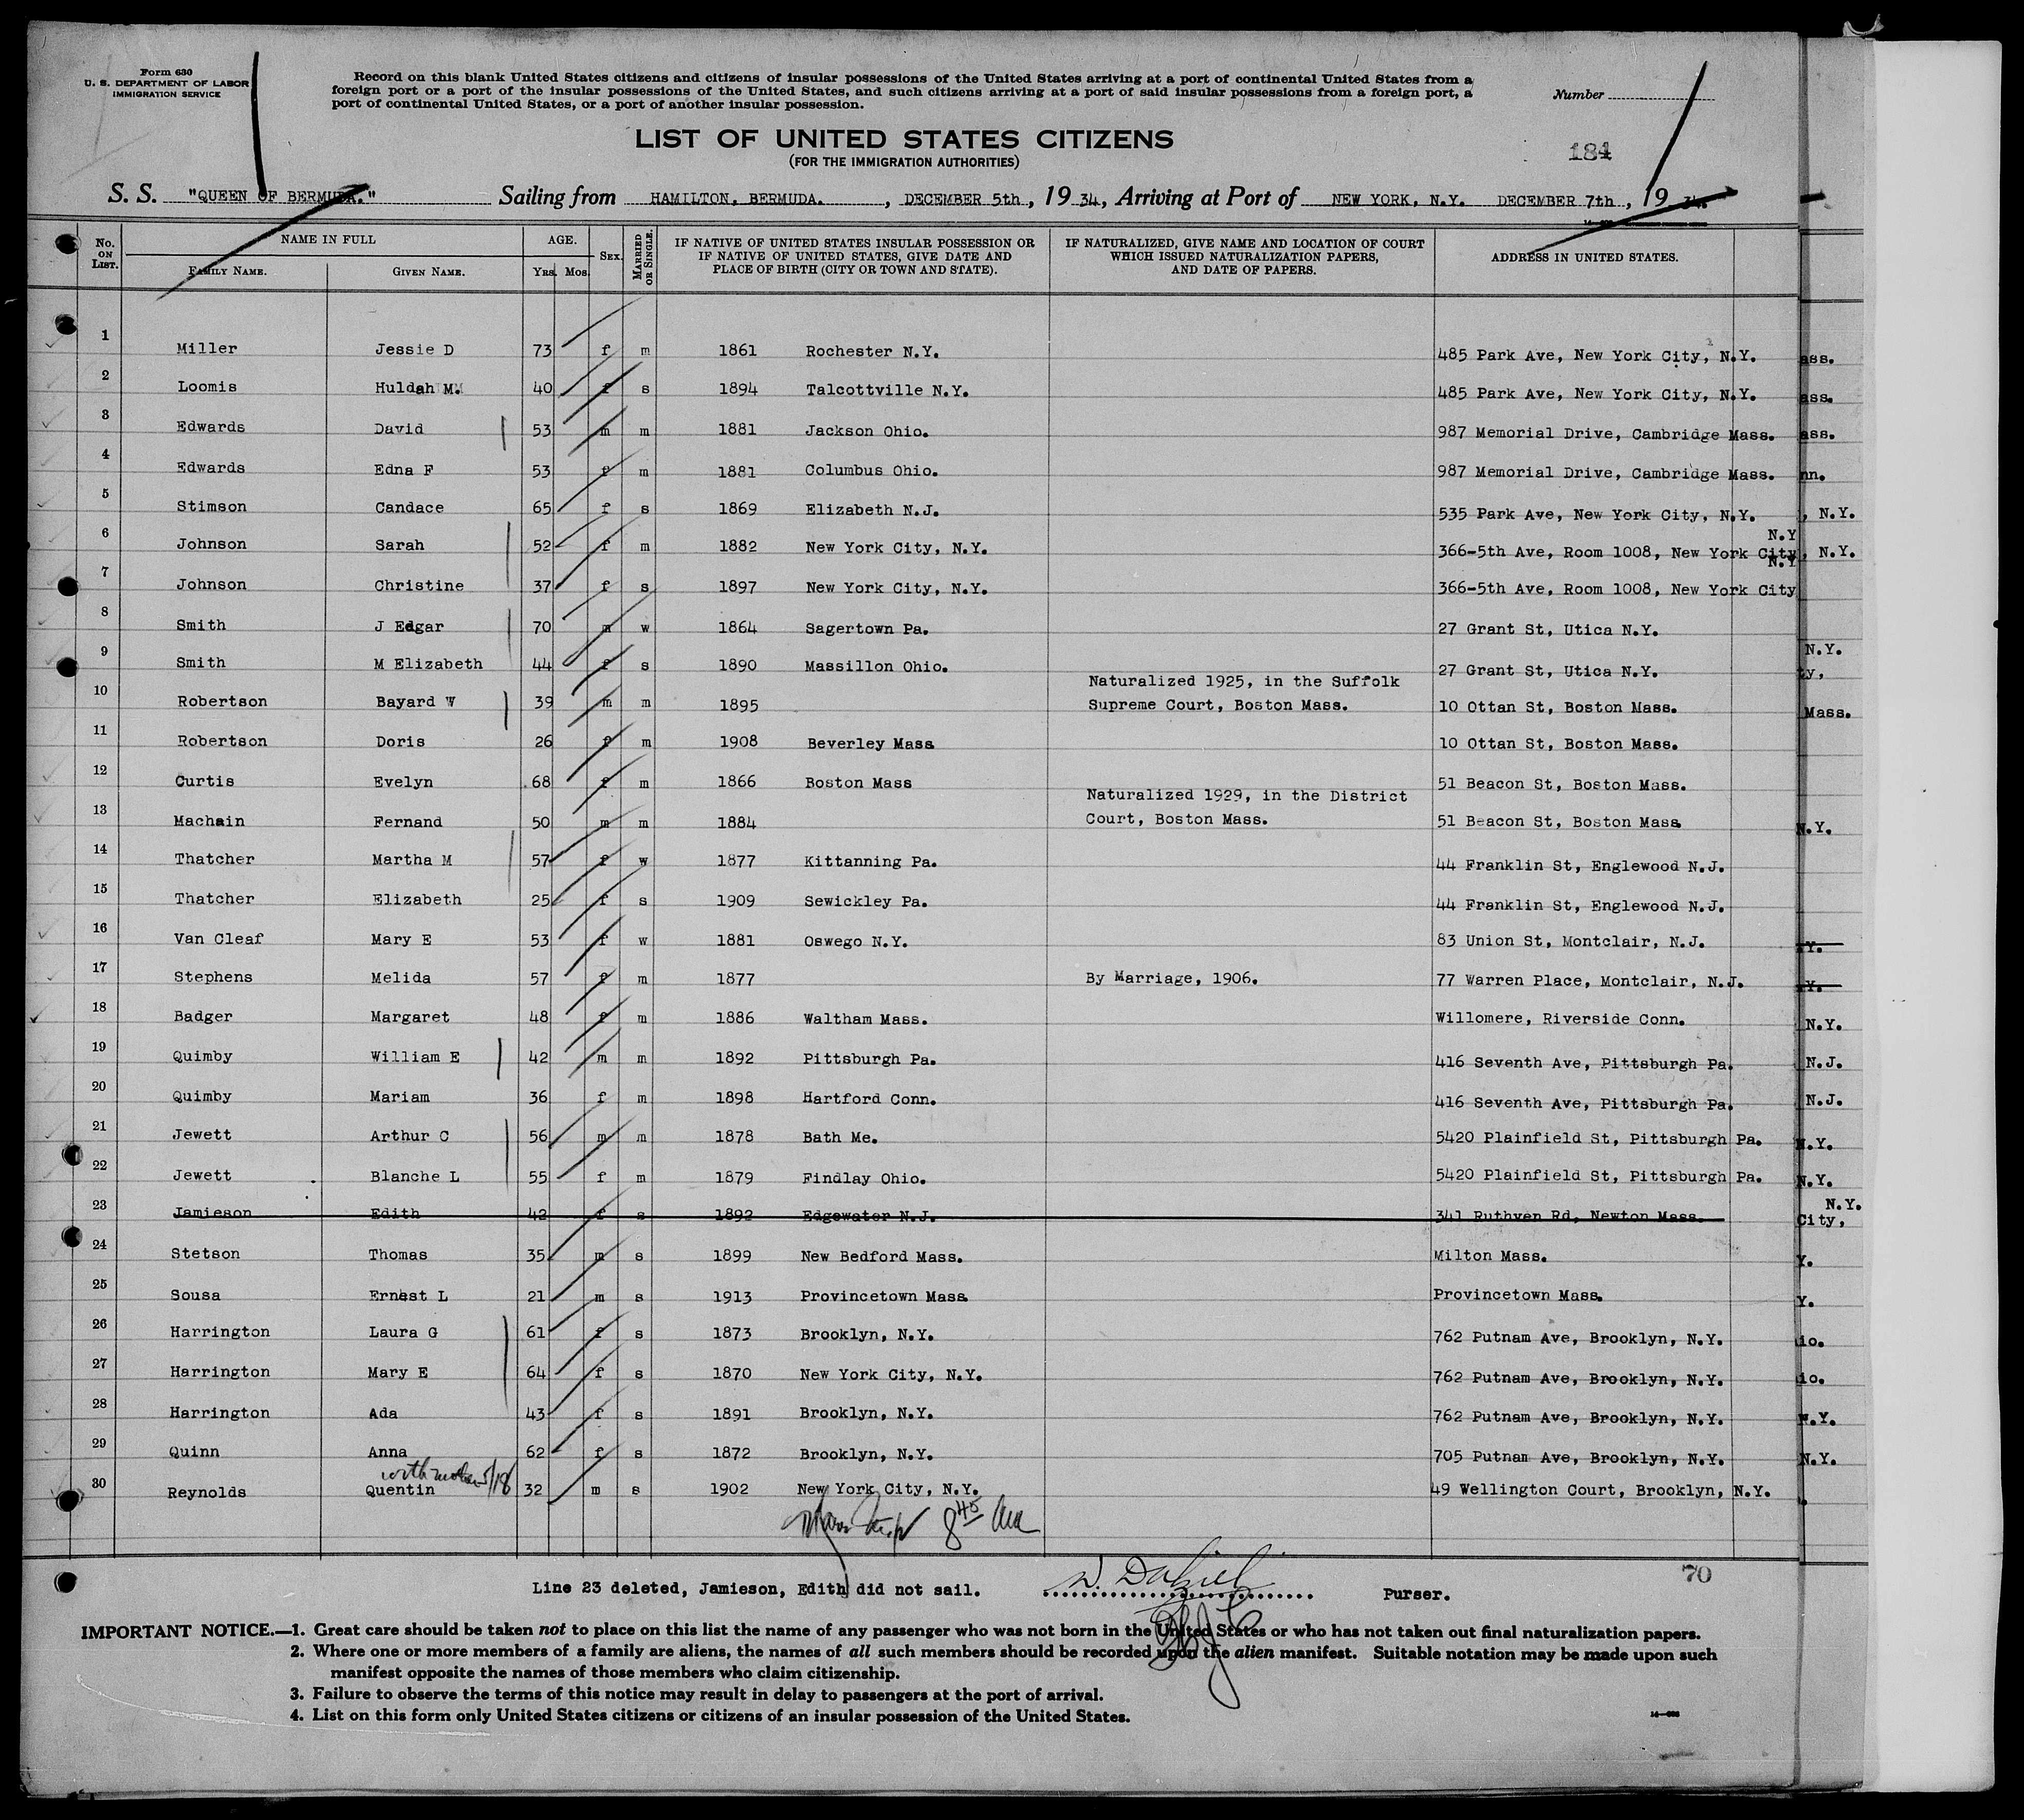 Form 630
U. S. DEPARTMENT OF LABOR
IMMIGRATION SERVICE
Record on this blank United States citizens and citizens of insular possessions of the United States arriving at a port of continental United States from a
foreign port or a port of the insular possessions of the United States, and such citizens arriving at a port of said insular possessions from a foreign port, a
port of continental United States, or a port of another insular possession.
Number
LIST OF UNITED STATES CITIZENS
(FOR THE IMMIGRATION AUTHORITIES)
184
S. S. "QUEEN OF BERMUDA." Sailing from HAMILTON, BERMUDA. , DECEMBER 5th , 19 34, Arriving at Port of NEW YORK, N.Y. DECEMBER 7th , 19 34.
No. ON LIST. NAME IN FULL FAMILY NAME. GIVEN NAME. AGE. Yrs. Mos. Sex. MARRIED OR SINGLE. IF NATIVE OF UNITED STATES INSULAR POSSESSION OR IF NATIVE OF UNITED STATES, GIVE DATE AND PLACE OF BIRTH (CITY OR TOWN AND STATE). IF NATURALIZED, GIVE NAME AND LOCATION OF COURT WHICH ISSUED NATURALIZATION PAPERS, AND DATE OF PAPERS. ADDRESS IN UNITED STATES.
1 Miller Jessie D 73 f m 1861 Rochester N.Y. 485 Park Ave, New York City, N.Y. ass.
2 Loomis Huldah M. 40 f s 1894 Talcottville N.Y. 485 Park Ave, New York City, N.Y. ass.
3 Edwards David 53 m m 1881 Jackson Ohio. 987 Memorial Drive, Cambridge Mass. ass.
4 Edwards Edna F 53 f m 1881 Columbus Ohio. 987 Memorial Drive, Cambridge Mass. nn.
5 Stimson Candace 65 f s 1869 Elizabeth N.J. 535 Park Ave, New York City, N.Y. , N.Y.
6 Johnson Sarah 52 f m 1882 New York City, N.Y. 366-5th Ave, Room 1008, New York City N.Y , N.Y.
7 Johnson Christine 37 f s 1897 New York City, N.Y. 366-5th Ave, Room 1008, New York City N.Y
8 Smith J Edgar 70 m w 1864 Sagertown Pa. 27 Grant St, Utica N.Y.
9 Smith M Elizabeth 44 f s 1890 Massillon Ohio. 27 Grant St, Utica N.Y. N.Y. ty,
10 Robertson Bayard W 39 m m 1895 Naturalized 1925, in the Suffolk Supreme Court, Boston Mass. 10 Ottan St, Boston Mass. Mass.
11 Robertson Doris 26 f m 1908 Beverley Mass 10 Ottan St, Boston Mass.
12 Curtis Evelyn 68 f m 1866 Boston Mass 51 Beacon St, Boston Mass.
13 Machain Fernand 50 m m 1884 Naturalized 1929, in the District Court, Boston Mass. 51 Beacon St, Boston Mass N.Y.
14 Thatcher Martha M 57 f w 1877 Kittanning Pa. 44 Franklin St, Englewood N.J.
15 Thatcher Elizabeth 25 f s 1909 Sewickley Pa. 44 Franklin St, Englewood N.J.
16 Van Cleaf Mary E 53 f w 1881 Oswego N.Y. 83 Union St, Montclair, N.J. Y.
17 Stephens Melida 57 f m 1877 By Marriage, 1906. 77 Warren Place, Montclair, N.J. Y.
18 Badger Margaret 48 f m 1886 Waltham Mass. Willomere, Riverside Conn. N.Y.
19 Quimby William E 42 m m 1892 Pittsburgh Pa. 416 Seventh Ave, Pittsburgh Pa. N.J.
20 Quimby Mariam 36 f m 1898 Hartford Conn. 416 Seventh Ave, Pittsburgh Pa. N.J.
21 Jewett Arthur C 56 m m 1878 Bath Me. 5420 Plainfield St, Pittsburgh Pa. N.Y.
22 Jewett Blanche L 55 f m 1879 Findlay Ohio. 5420 Plainfield St, Pittsburgh Pa. N.Y.
23 Jamieson Edith 42 f s 1892 Edgewater N.J. 341 Ruthven Rd, Newton Mass. N.Y. City,
24 Stetson Thomas 35 m s 1899 New Bedford Mass. Milton Mass. Y.
25 Sousa Ernest L 21 m s 1913 Provincetown Mass Provincetown Mass. Y.
26 Harrington Laura G 61 f s 1873 Brooklyn, N.Y. 762 Putnam Ave, Brooklyn, N.Y. io.
27 Harrington Mary E 64 f s 1870 New York City, N.Y. 762 Putnam Ave, Brooklyn, N.Y. io.
28 Harrington Ada 43 f s 1891 Brooklyn, N.Y. 762 Putnam Ave, Brooklyn, N.Y. N.Y.
29 Quinn Anna 62 f s 1872 Brooklyn, N.Y. 705 Putnam Ave, Brooklyn, N.Y. N.Y.
with mother 5/18
30 Reynolds Quentin 32 m s 1902 New York City, N.Y. 49 Wellington Court, Brooklyn, N.Y.
8 45 AM
70
Line 23 deleted, Jamieson, Edith did not sail. Purser.
IMPORTANT NOTICE.—1. Great care should be taken not to place on this list the name of any passenger who was not born in the United States or who has not taken out final naturalization papers.
2. Where one or more members of a family are aliens, the names of all such members should be recorded upon the alien manifest. Suitable notation may be made upon such
manifest opposite the names of those members who claim citizenship.
3. Failure to observe the terms of this notice may result in delay to passengers at the port of arrival.
4. List on this form only United States citizens or citizens of an insular possession of the United States.